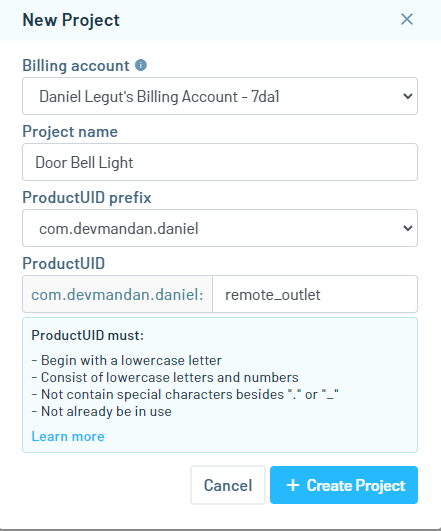 New Project
Billing account
Daniel Legut's Billing Account - 7da1
Project name
Door Bell Light
ProductUID prefix
com.devmandan.daniel
ProductUID
com.devmandan.daniel: remote_outlet
ProductUID must:
- Begin with a lowercase letter
- Consist of lowercase letters and numbers
- Not contain special characters besides "." or "_"
- Not already be in use
Learn more
Cancel + Create Project